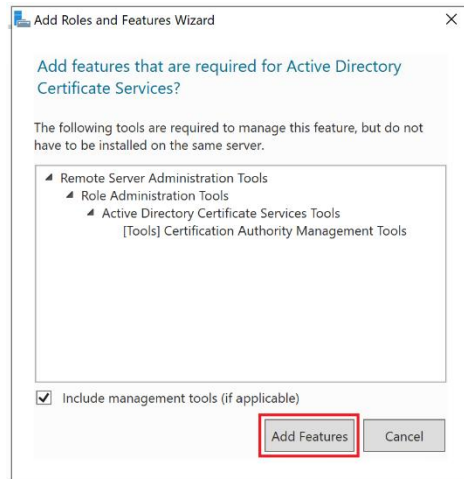 Add Roles and Features Wizard
Add features that are required for Active Directory
Certificate Services?
The following tools are required to manage this feature, but do not
have to be installed on the same server.
Remote Server Administration Tools
Role Administration Tools
Active Directory Certificate Services Tools
[Tools] Certification Authority Management Tools
Include management tools (if applicable)
Add Features
Cancel